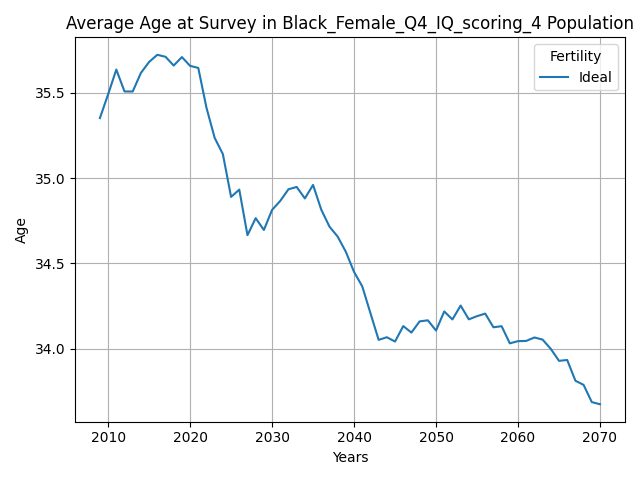 Average Age at Survey in Black_Female_Q4_IQ_scoring_4 Population
Fertility
Ideal
Age
35.5
35.0
34.5
34.0
2010 2020 2030 2040 2050 2060 2070
Years